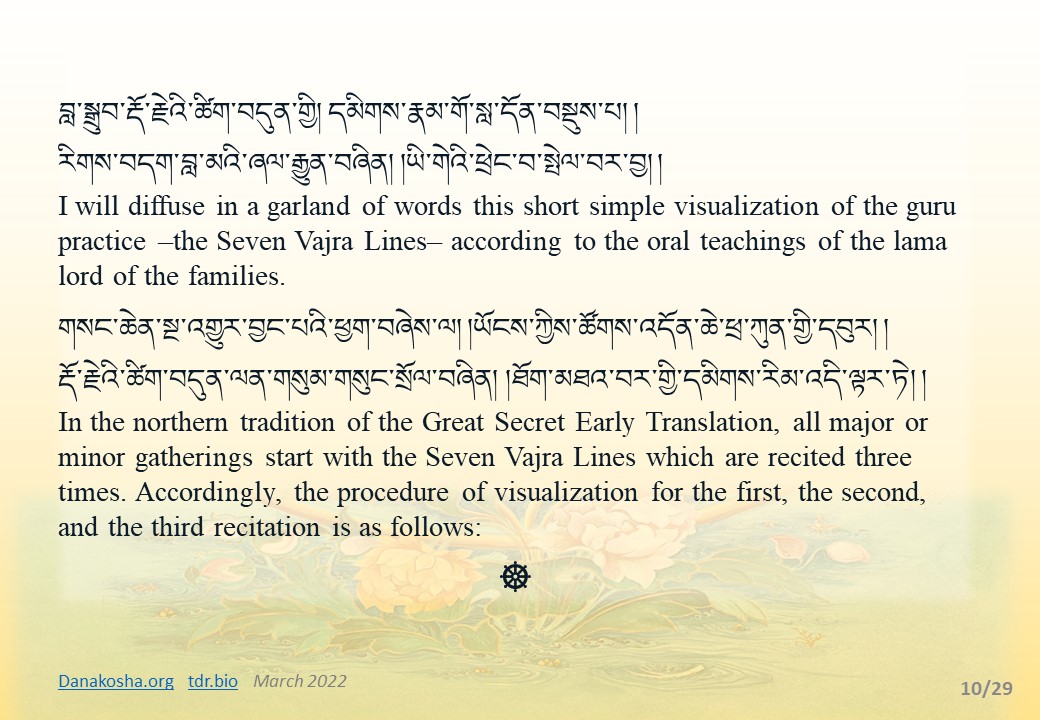 བླ་སྒྲུབ་རྡོ་རྗེའི་ཚིག་བདུན་གྱི། དམིགས་རྣམ་གོ་སླ་དོན་བསྡུས་པ། །
རིགས་བདག་བླ་མའི་ཞལ་རྒྱུན་བཞིན། །ཡི་གེའི་ཕྲེང་བ་སྤེལ་བར་བྱ། །
I will diffuse in a garland of words this short simple visualization of the guru
practice –the Seven Vajra Lines– according to the oral teachings of the lama
lord of the families.
གསང་ཆེན་སྔ་འགྱུར་བྱང་པའི་ཕྱག་བཞེས་ལ། །ཡོངས་ཀྱིས་ཚོགས་འདོན་ཆེ་ཕྲ་ཀུན་གྱི་དབུར། །
རྡོ་རྗེའི་ཚིག་བདུན་ལན་གསུམ་གསུང་སྲོལ་བཞིན། །ཐོག་མཐའ་བར་གྱི་དམིགས་རིམ་འདི་ལྟར་ཏེ། །
In the northern tradition of the Great Secret Early Translation, all major or
minor gatherings start with the Seven Vajra Lines which are recited three
times. Accordingly, the procedure of visualization for the first, the second,
and the third recitation is as follows:
Danakosha.org tdr.bio March 2022
10/29